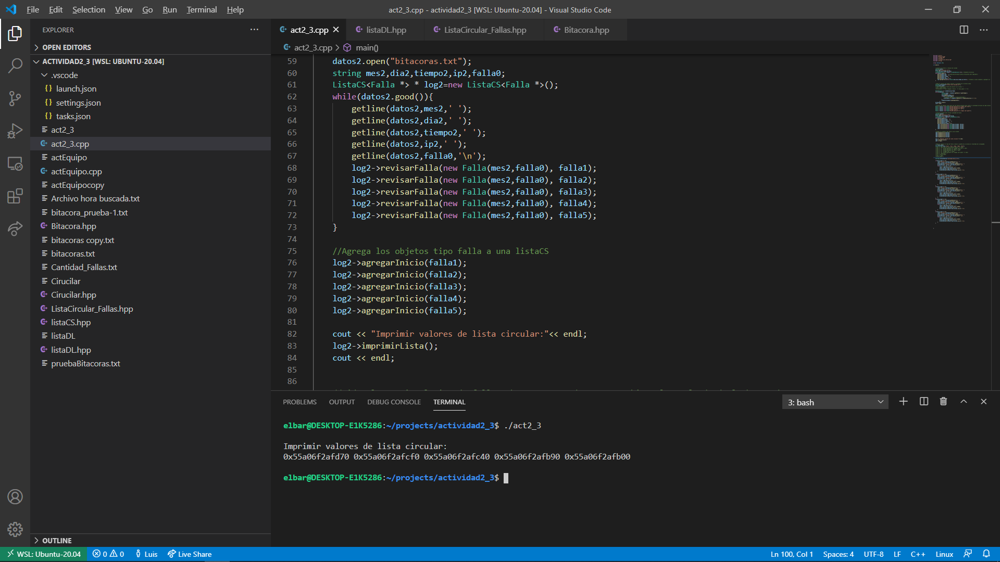 File Edit Selection View Go Run Terminal Help
act2_3.cpp - actividad2_3 [WSL: Ubuntu-20.04] - Visual Studio Code
EXPLORER
OPEN EDITORS
ACTIVIDAD2_3 [WSL: UBUNTU-20.04]
.vscode
launch.json
settings.json
tasks.json
act2_3
act2_3.cpp
actEquipo
actEquipo.cpp
actEquipocopy
Archivo hora buscada.txt
bitacora_prueba-1.txt
Bitacora.hpp
bitacoras copy.txt
bitacoras.txt
Cantidad_Fallas.txt
Cirucilar
Cirucilar.hpp
ListaCircular_Fallas.hpp
listaCS.hpp
listaDL
listaDL.hpp
pruebaBitacoras.txt
OUTLINE
act2_3.cpp listaDL.hpp ListaCircular_Fallas.hpp Bitacora.hpp
act2_3.cpp > main()
59 datos2.open("bitacoras.txt");
60 string mes2,dia2,tiempo2,ip2,falla0;
61 ListaCS<Falla *> * log2=new ListaCS<Falla *>();
62 while(datos2.good()){
63 getline(datos2,mes2,' ');
64 getline(datos2,dia2,' ');
65 getline(datos2,tiempo2,' ');
66 getline(datos2,ip2,' ');
67 getline(datos2,falla0,'\n');
68 log2->revisarFalla(new Falla(mes2,falla0), falla1);
69 log2->revisarFalla(new Falla(mes2,falla0), falla2);
70 log2->revisarFalla(new Falla(mes2,falla0), falla3);
71 log2->revisarFalla(new Falla(mes2,falla0), falla4);
72 log2->revisarFalla(new Falla(mes2,falla0), falla5);
73 }
74
75 //Agrega los objetos tipo falla a una listaCS
76 log2->agregarInicio(falla1);
77 log2->agregarInicio(falla2);
78 log2->agregarInicio(falla3);
79 log2->agregarInicio(falla4);
80 log2->agregarInicio(falla5);
81
82 cout << "Imprimir valores de lista circular:"<< endl;
83 log2->imprimirLista();
84 cout << endl;
85
86
PROBLEMS OUTPUT DEBUG CONSOLE TERMINAL
3: bash
elbar@DESKTOP-E1K5286:~/projects/actividad2_3$ ./act2_3
Imprimir valores de lista circular:
0x55a06f2afd70 0x55a06f2afcf0 0x55a06f2afc40 0x55a06f2afb90 0x55a06f2afb00
elbar@DESKTOP-E1K5286:~/projects/actividad2_3$
WSL: Ubuntu-20.04 0 0 Luis Live Share
Ln 100, Col 1 Spaces: 4 UTF-8 LF C++ Linux